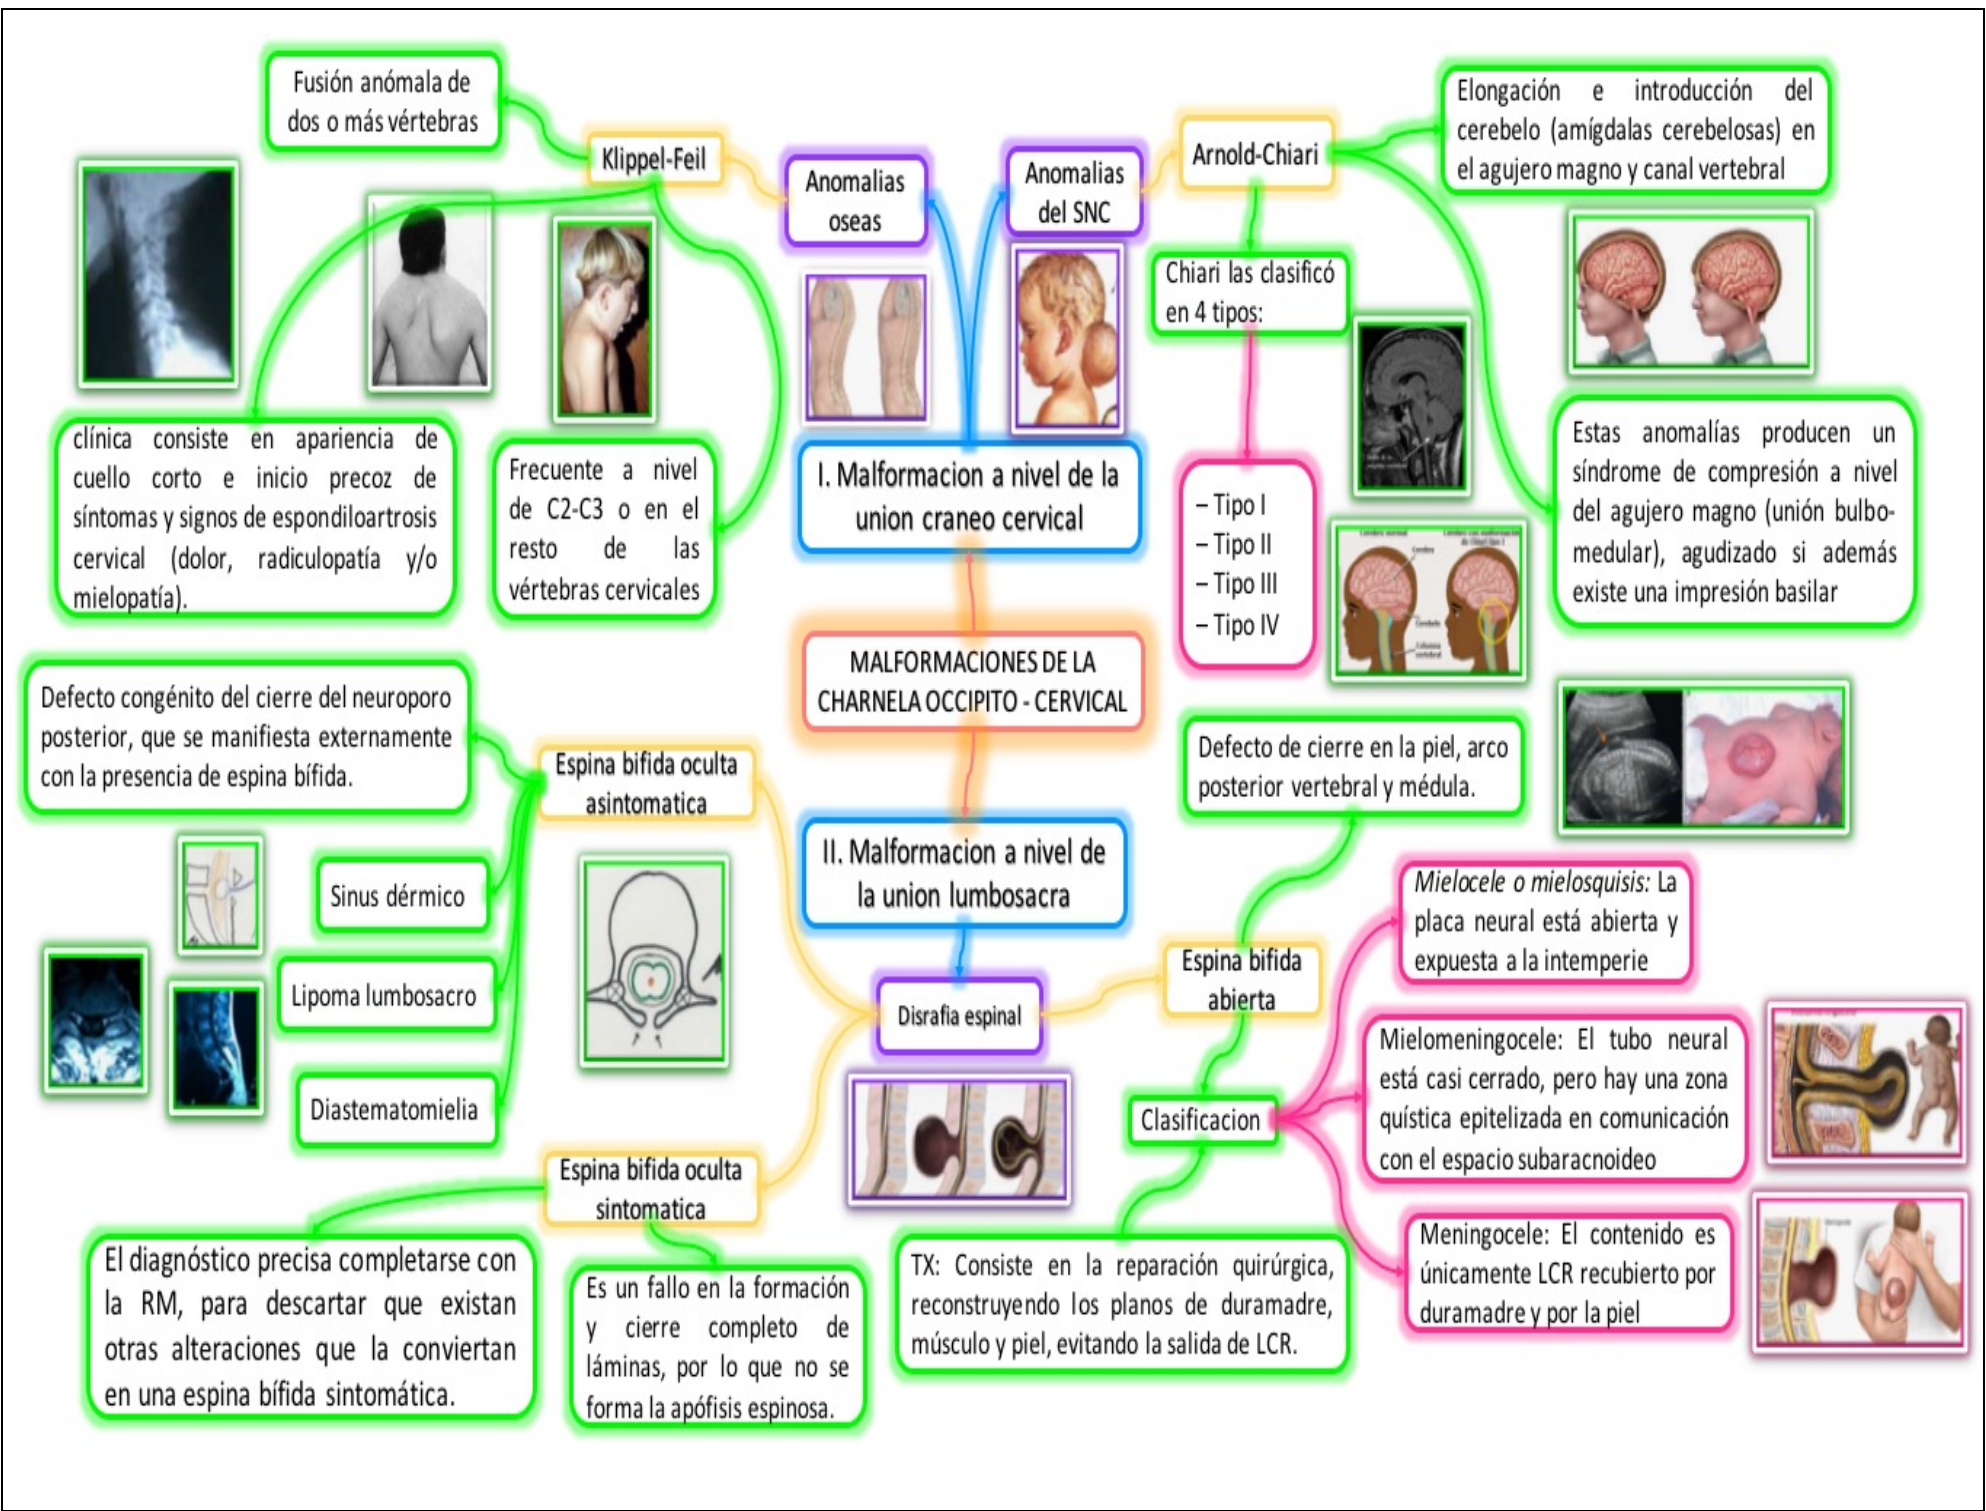 Fusión anómala de
dos o más vértebras
Klippel-Feil
Anomalias
oseas
Anomalias
del SNC
Arnold-Chiari
Elongación e introducción del
cerebelo (amígdalas cerebelosas) en
el agujero magno y canal vertebral
Chiari las clasificó
en 4 tipos:
clínica consiste en apariencia de
cuello corto e inicio precoz de
síntomas y signos de espondiloartrosis
cervical (dolor, radiculopatía y/o
mielopatía).
Frecuente a nivel
de C2-C3 o en el
resto de las
vértebras cervicales
I. Malformacion a nivel de la
union craneo cervical
– Tipo I
– Tipo II
– Tipo III
– Tipo IV
Cerebro normal
Cerebro con malformación
de Chiari tipo I
Cerebro
Cerebelo
Columna
vertebral
Estas anomalías producen un
síndrome de compresión a nivel
del agujero magno (unión bulbo-
medular), agudizado si además
existe una impresión basilar
MALFORMACIONES DE LA
CHARNELA OCCIPITO - CERVICAL
Defecto congénito del cierre del neuroporo
posterior, que se manifiesta externamente
con la presencia de espina bífida.
Espina bifida oculta
asintomatica
Sinus dérmico
Lipoma lumbosacro
Diastematomielia
II. Malformacion a nivel de
la union lumbosacra
Disrafia espinal
Defecto de cierre en la piel, arco
posterior vertebral y médula.
Espina bifida
abierta
Clasificacion
Mielocele o mielosquisis: La
placa neural está abierta y
expuesta a la intemperie
Mielomeningocele: El tubo neural
está casi cerrado, pero hay una zona
quística epitelizada en comunicación
con el espacio subaracnoideo
Meningocele: El contenido es
únicamente LCR recubierto por
duramadre y por la piel
Espina bifida oculta
sintomatica
El diagnóstico precisa completarse con
la RM, para descartar que existan
otras alteraciones que la conviertan
en una espina bífida sintomática.
Es un fallo en la formación
y cierre completo de
láminas, por lo que no se
forma la apófisis espinosa.
TX: Consiste en la reparación quirúrgica,
reconstruyendo los planos de duramadre,
músculo y piel, evitando la salida de LCR.